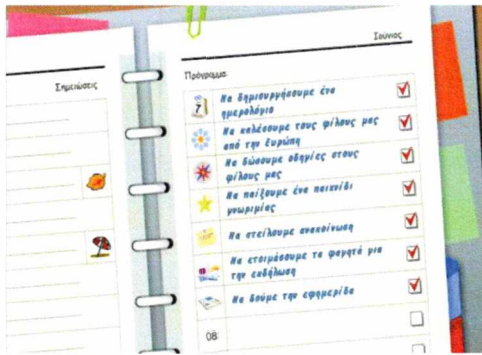 Σημειώσεις
Ιούνιος
Πρόγραμμα:
7
Να δημιουργήσουμε ένα
ημερολόγιο
Να καλέσουμε τους φίλους μας
από την Ευρώπη
Να δώσουμε οδηγίες στους
φίλους μας
Να παίξουμε ένα παιχνίδι
γνωριμίας
Να στείλουμε ανακοίνωση
Να ετοιμάσουμε τα φαγητά για
την εκδήλωση
Να δούμε την εφημερίδα
08: